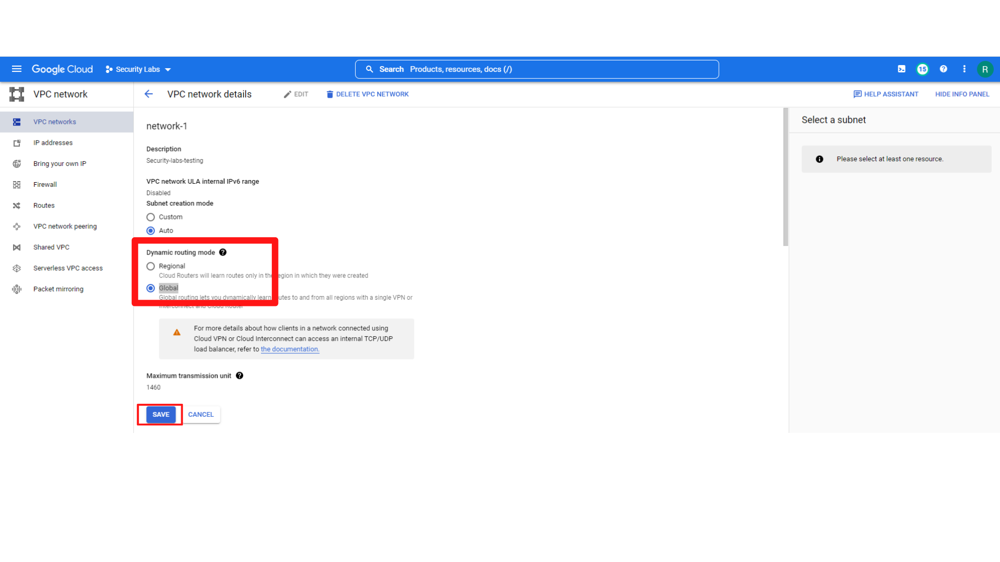 Google Cloud Security Labs Search Products, resources, docs (/) 15 R
VPC network
VPC network details EDIT DELETE VPC NETWORK HELP ASSISTANT HIDE INFO PANEL
VPC networks
IP addresses
Bring your own IP
Firewall
Routes
VPC network peering
Shared VPC
Serverless VPC access
Packet mirroring
network-1
Description
Security-labs-testing
VPC network ULA internal IPv6 range
Disabled
Subnet creation mode
Custom
Auto
Dynamic routing mode
Regional
Cloud Routers will learn routes only in the region in which they were created
Global
Global routing lets you dynamically learn routes to and from all regions with a single VPN or
interconnect and Cloud Router
For more details about how clients in a network connected using
Cloud VPN or Cloud Interconnect can access an internal TCP/UDP
load balancer, refer to the documentation.
Maximum transmission unit
1460
SAVE CANCEL
Select a subnet
Please select at least one resource.